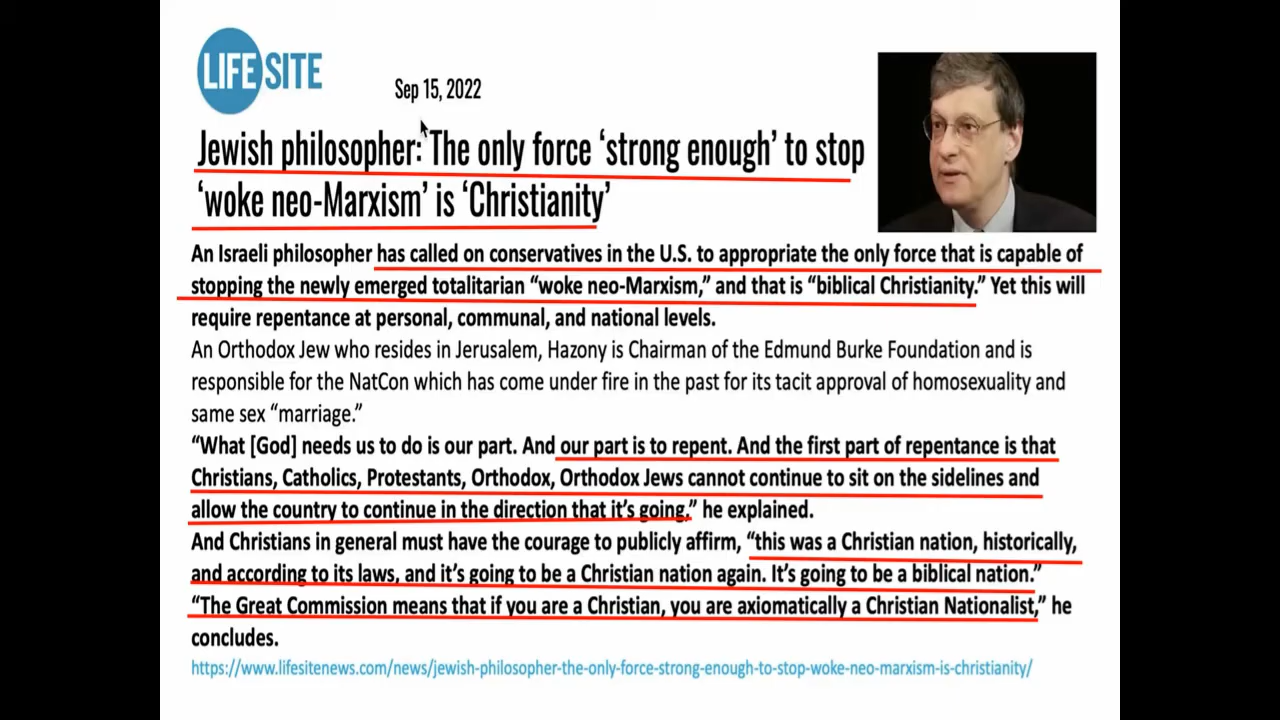 LIFE SITE
Sep 15, 2022
Jewish philosopher: The only force ‘strong enough’ to stop
‘woke neo-Marxism’ is ‘Christianity’
An Israeli philosopher has called on conservatives in the U.S. to appropriate the only force that is capable of
stopping the newly emerged totalitarian “woke neo-Marxism,” and that is “biblical Christianity.” Yet this will
require repentance at personal, communal, and national levels.
An Orthodox Jew who resides in Jerusalem, Hazony is Chairman of the Edmund Burke Foundation and is
responsible for the NatCon which has come under fire in the past for its tacit approval of homosexuality and
same sex “marriage.”
“What [God] needs us to do is our part. And our part is to repent. And the first part of repentance is that
Christians, Catholics, Protestants, Orthodox, Orthodox Jews cannot continue to sit on the sidelines and
allow the country to continue in the direction that it’s going,” he explained.
And Christians in general must have the courage to publicly affirm, “this was a Christian nation, historically,
and according to its laws, and it’s going to be a Christian nation again. It’s going to be a biblical nation.”
“The Great Commission means that if you are a Christian, you are axiomatically a Christian Nationalist,” he
concludes.
https://www.lifesitenews.com/news/jewish-philosopher-the-only-force-strong-enough-to-stop-woke-neo-marxism-is-christianity/